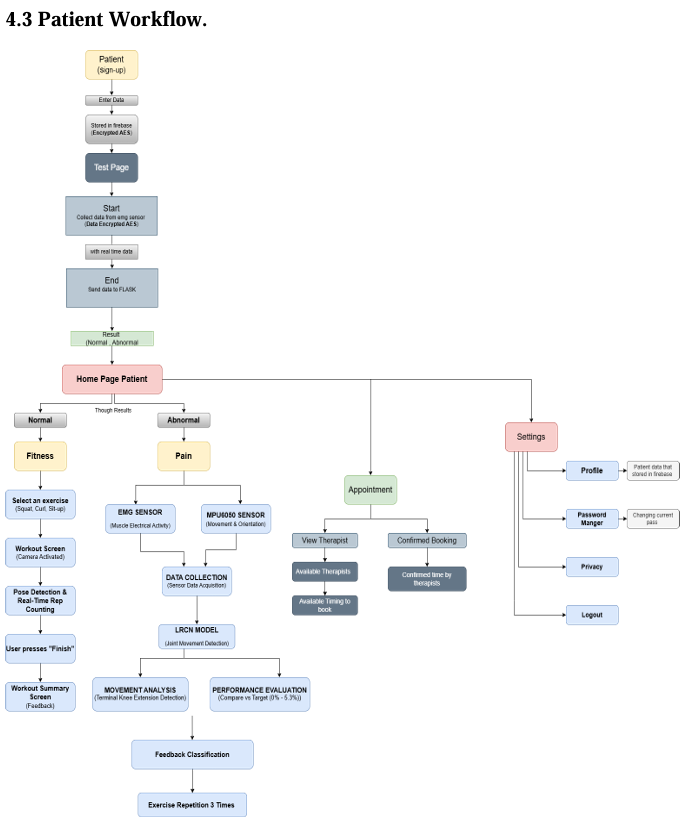 4.3 Patient Workflow.
Patient
(Sign-up)
Enter Data
Stored in firebase
(Encrypted AES)
Test Page
Start
Collect data from emg sensor
(Data Encrypted AES)
with real time data
End
Send data to FLASK
Result
(Normal , Abnormal
Home Page Patient
Though Results
Normal
Abnormal
Fitness
Pain
Select an exercise
(Squat, Curl, Sit-up)
Workout Screen
(Camera Activated)
Pose Detection &
Real-Time Rep
Counting
User presses "Finish"
Workout Summary
Screen
(Feedback)
EMG SENSOR
(Muscle Electrical Activity)
MPU6050 SENSOR
(Movement & Orientation)
DATA COLLECTION
(Sensor Data Acquisition)
LRCN MODEL
(Joint Movement Detection)
MOVEMENT ANALYSIS
(Terminal Knee Extension Detection)
PERFORMANCE EVALUATION
(Compare vs Target (0% - 5.3%))
Feedback Classification
Exercise Repetition 3 Times
Appointment
View Therapist
Available Therapists
Available Timing to
book
Confirmed Booking
Confirmed time by
therapists
Settings
Profile
Patient data that
stored in firebase
Password
Manger
Changing current
pass
Privacy
Logout